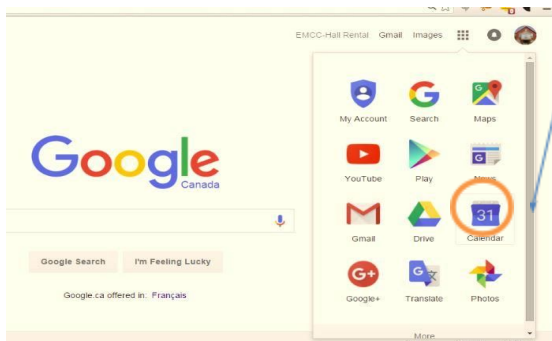 EMCC-Hall Rental Gmail Images
My Account Search Maps
Google
Canada
YouTube Play News
31
Gmail Drive Calendar
Google Search I'm Feeling Lucky
Google+ Translate Photos
Google.ca offered in: Français
More